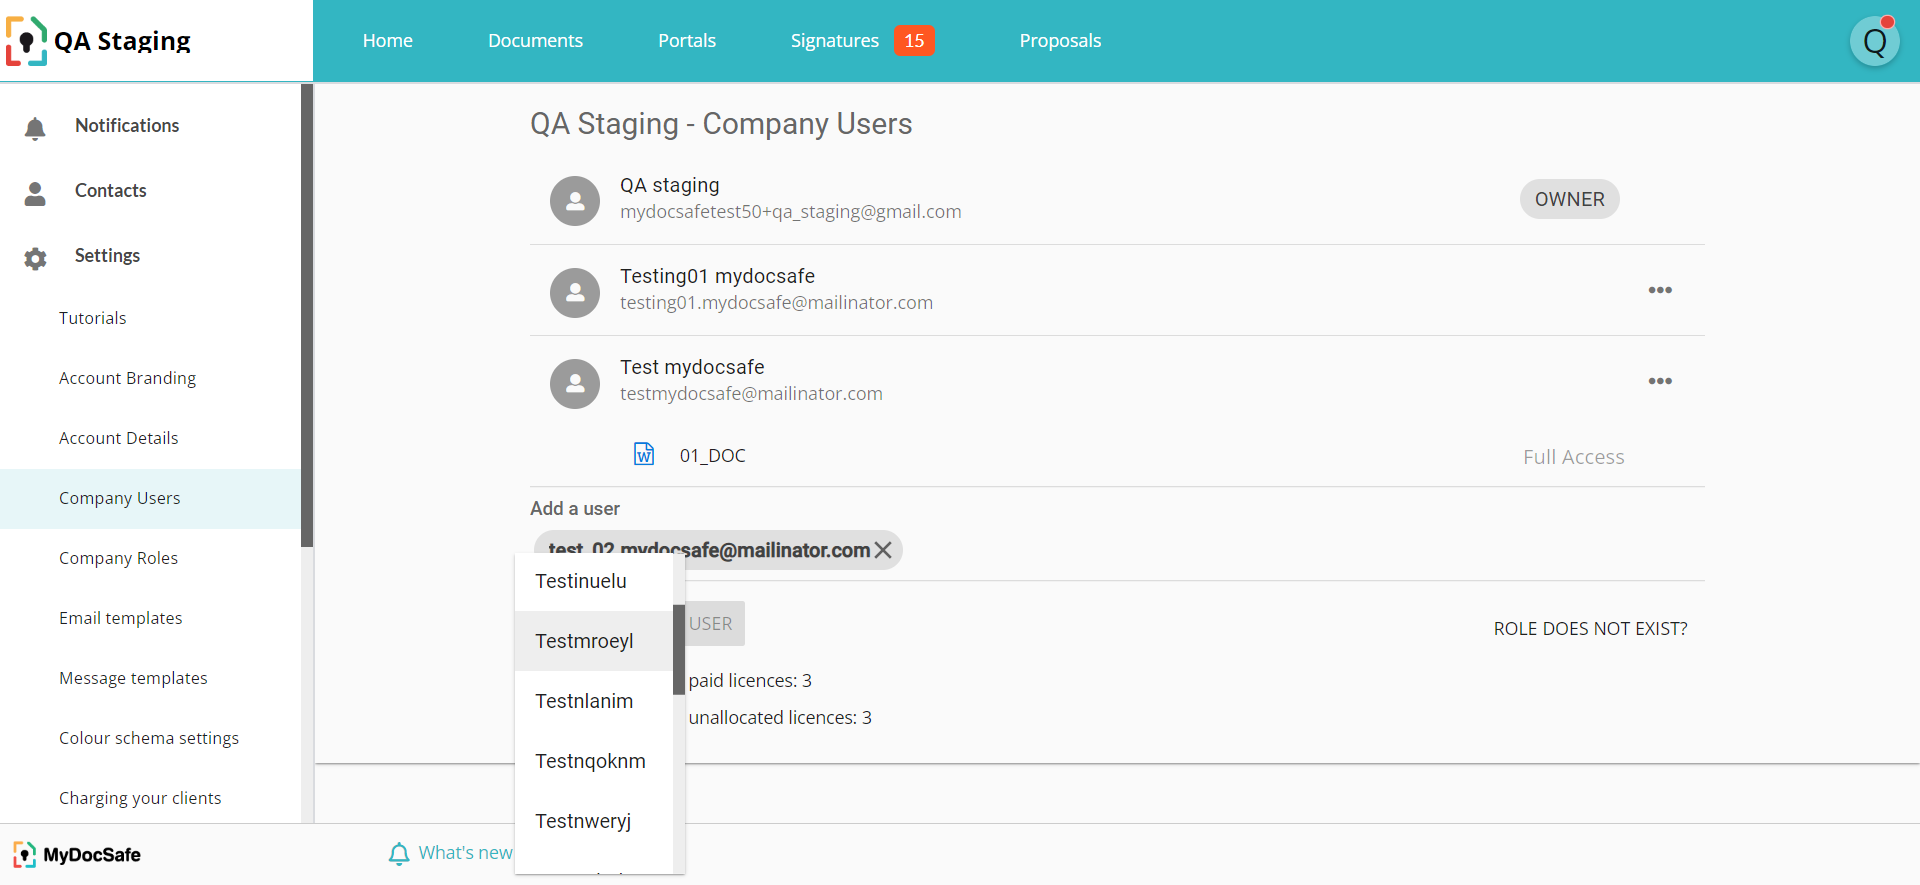 QA Staging
Home
Documents
Portals
Signatures 15
Proposals
Q
Notifications
Contacts
Settings
Tutorials
Account Branding
Account Details
Company Users
Company Roles
Email templates
Message templates
Colour schema settings
Charging your clients
QA Staging - Company Users
QA staging
mydocsafetest50+qa_staging@gmail.com
OWNER
Testing01 mydocsafe
testing01.mydocsafe@mailinator.com
Test mydocsafe
testmydocsafe@mailinator.com
W
01_DOC
Full Access
Add a user
test_02.mydocsafe@mailinator.com
Testinuelu
Testmroeyl
Testnlanim
Testnqoknm
Testnweryj
USER
ROLE DOES NOT EXIST?
paid licences: 3
unallocated licences: 3
MyDocSafe
What's new